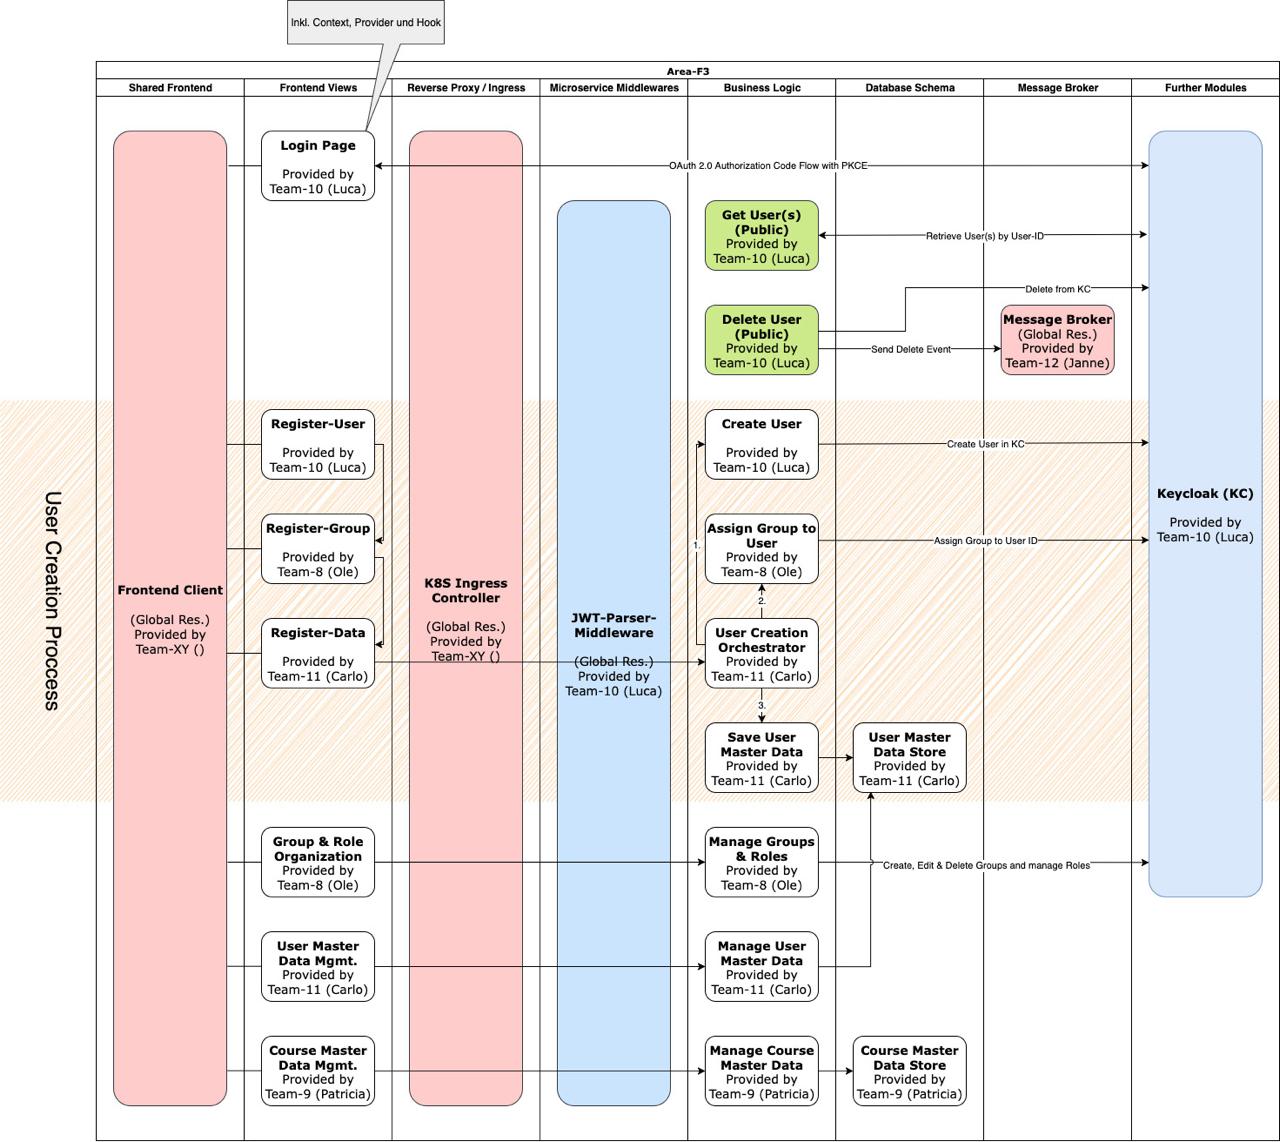 Inkl. Context, Provider und Hook
Area-F3
Shared Frontend
Frontend Views
Reverse Proxy / Ingress
Microservice Middlewares
Business Logic
Database Schema
Message Broker
Further Modules
Login Page
Provided by
Team-10 (Luca)
OAuth 2.0 Authorization Code Flow with PKCE
Get User(s)
(Public)
Provided by
Team-10 (Luca)
Retrieve User(s) by User-ID
Delete from KC
Delete User
(Public)
Provided by
Team-10 (Luca)
Send Delete Event
Message Broker
(Global Res.)
Provided by
Team-12 (Janne)
User Creation Process
Register-User
Provided by
Team-10 (Luca)
Create User
Provided by
Team-10 (Luca)
Create User in KC
Keycloak (KC)
Provided by
Team-10 (Luca)
Register-Group
Provided by
Team-8 (Ole)
1.
Assign Group to
User
Provided by
Team-8 (Ole)
Assign Group to User ID
2.
Frontend Client
(Global Res.)
Provided by
Team-XY ()
K8S Ingress
Controller
(Global Res.)
Provided by
Team-XY ()
JWT-Parser-
Middleware
(Global Res.)
Provided by
Team-10 (Luca)
Register-Data
Provided by
Team-11 (Carlo)
User Creation
Orchestrator
Provided by
Team-11 (Carlo)
3.
Save User
Master Data
Provided by
Team-11 (Carlo)
User Master
Data Store
Provided by
Team-11 (Carlo)
Group & Role
Organization
Provided by
Team-8 (Ole)
Manage Groups
& Roles
Provided by
Team-8 (Ole)
Create, Edit & Delete Groups and manage Roles
User Master
Data Mgmt.
Provided by
Team-11 (Carlo)
Manage User
Master Data
Provided by
Team-11 (Carlo)
Course Master
Data Mgmt.
Provided by
Team-9 (Patricia)
Manage Course
Master Data
Provided by
Team-9 (Patricia)
Course Master
Data Store
Provided by
Team-9 (Patricia)